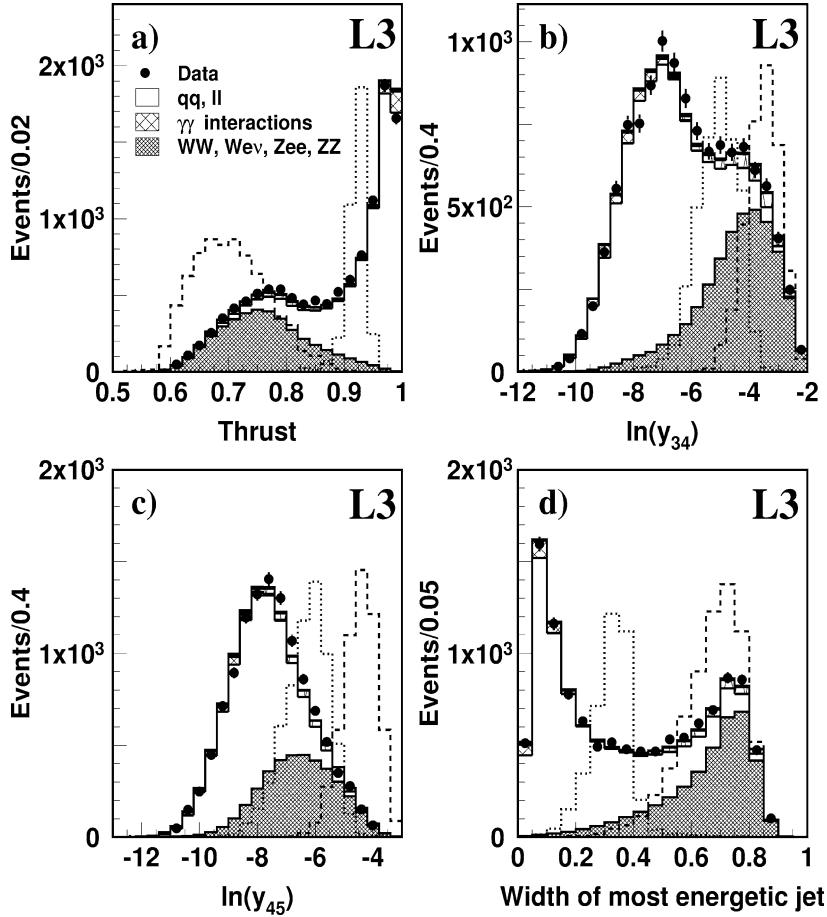 a) L3
Data
qq, ll
γγ interactions
WW, Weν, Zee, ZZ
Events/0.02
2x10³
1x10³
0
0.5 0.6 0.7 0.8 0.9 1
Thrust
b) L3
Events/0.4
1x10³
5x10²
0
-12 -10 -8 -6 -4 -2
ln(y₃₄)
c) L3
Events/0.4
2x10³
1x10³
0
-12 -10 -8 -6 -4
ln(y₄₅)
d) L3
Events/0.05
2x10³
1x10³
0
0 0.2 0.4 0.6 0.8 1
Width of most energetic jet